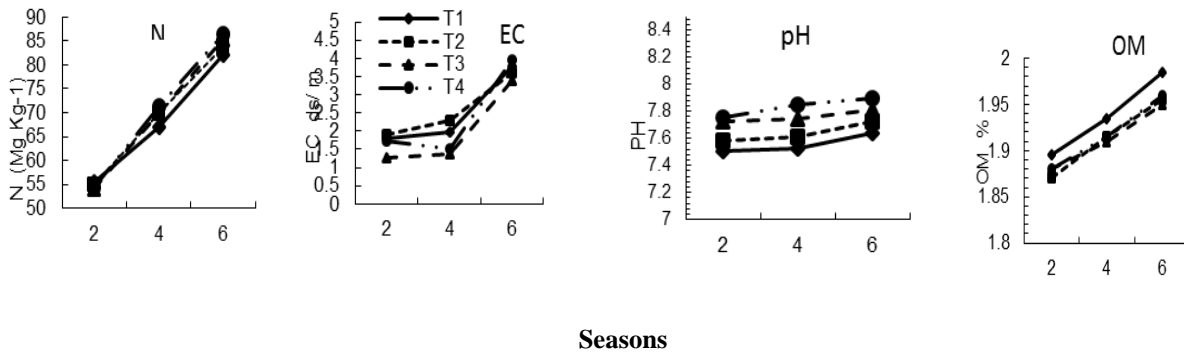 N
N (Mg Kg-1)
90
85
80
75
70
65
60
55
50
2 4 6
EC
EC ds/ m
5
4.5
4
3.5
3
2.5
2
1.5
1
0.5
0
2 4 6
T1
T2
T3
T4
pH
PH
8.4
8.2
8
7.8
7.6
7.4
7.2
7
2 4 6
OM
OM %
2
1.95
1.9
1.85
1.8
2 4 6
Seasons